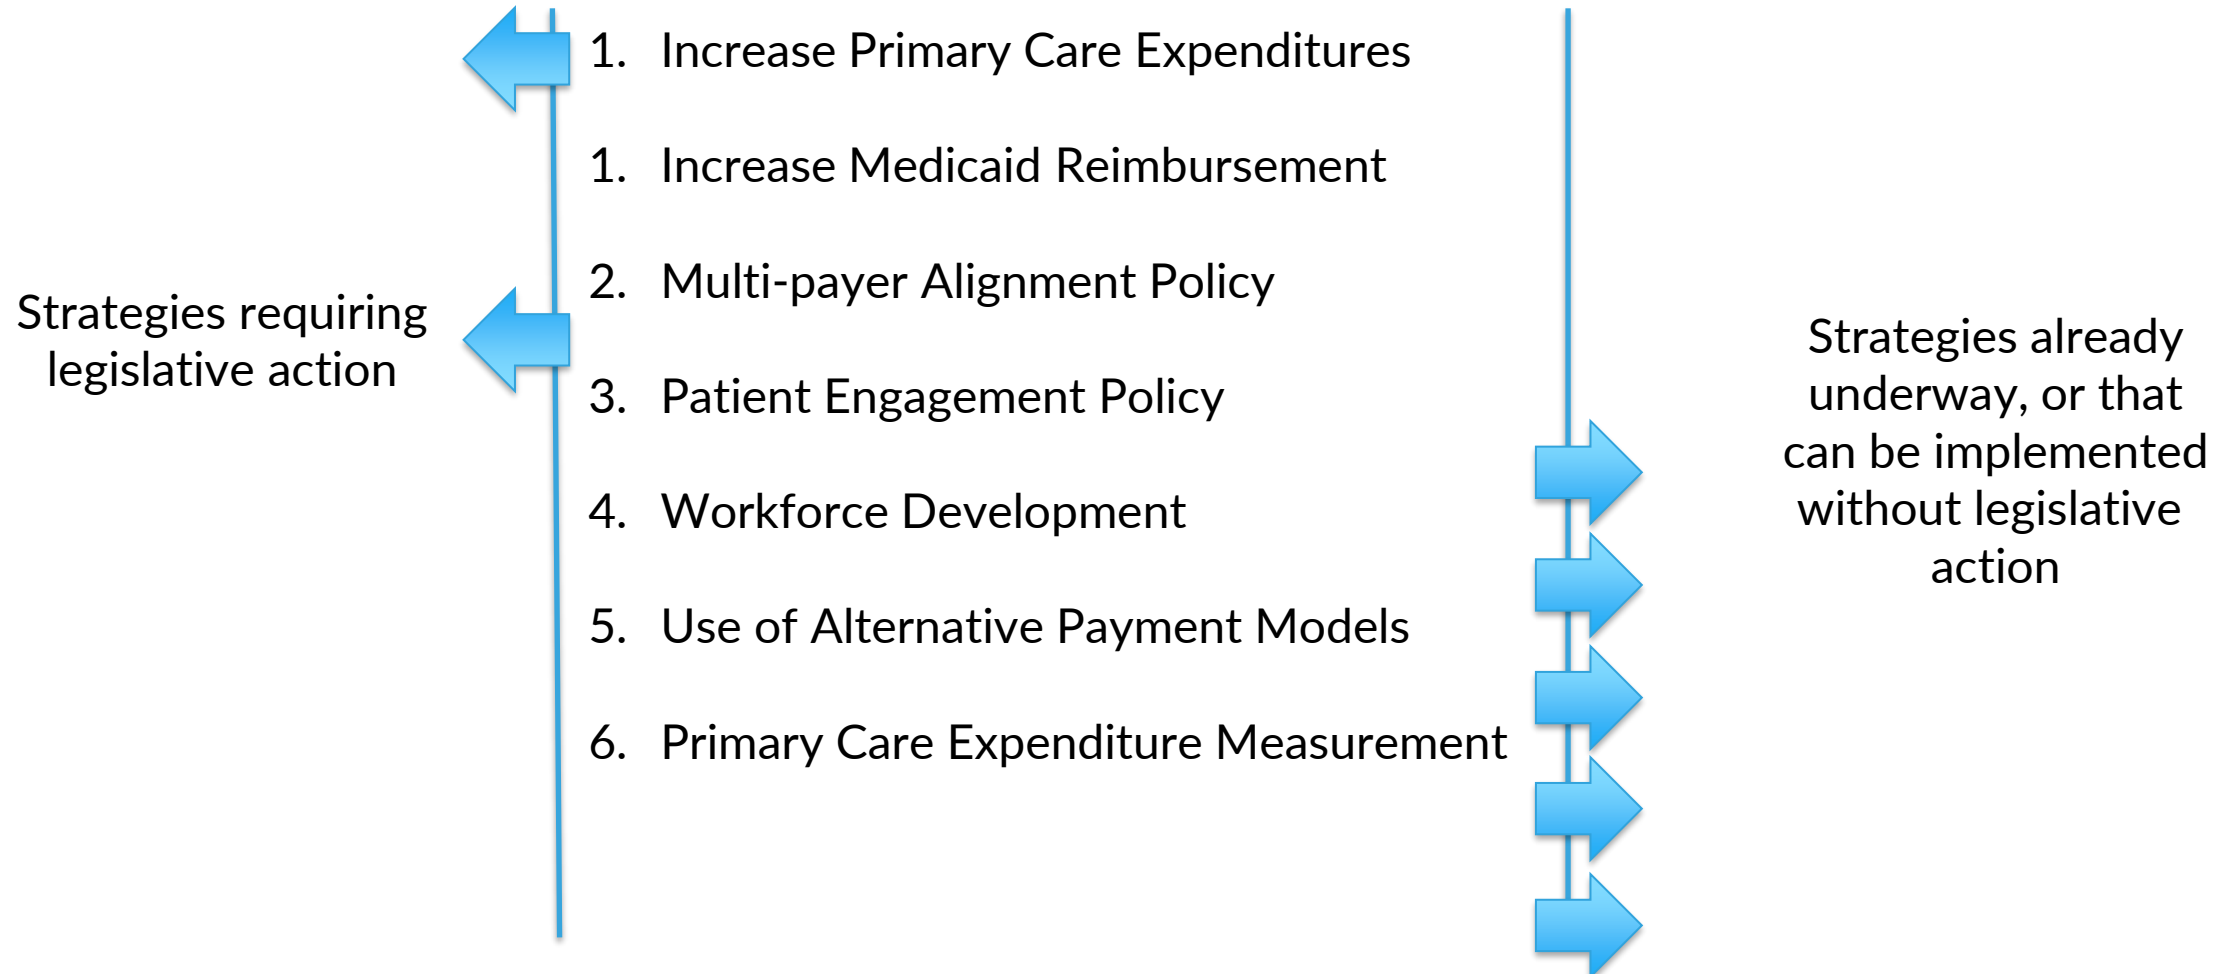 1. Increase Primary Care Expenditures
1. Increase Medicaid Reimbursement
2. Multi-payer Alignment Policy
3. Patient Engagement Policy
4. Workforce Development
5. Use of Alternative Payment Models
6. Primary Care Expenditure Measurement
Strategies requiring
legislative action
Strategies already
underway, or that
can be implemented
without legislative
action